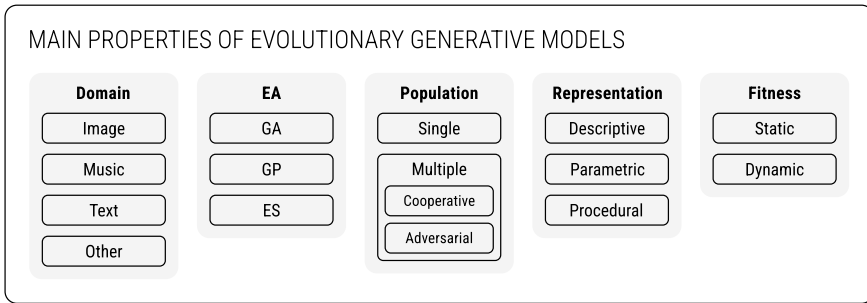 MAIN PROPERTIES OF EVOLUTIONARY GENERATIVE MODELS
Domain
Image
Music
Text
Other
EA
GA
GP
ES
Population
Single
Multiple
Cooperative
Adversarial
Representation
Descriptive
Parametric
Procedural
Fitness
Static
Dynamic